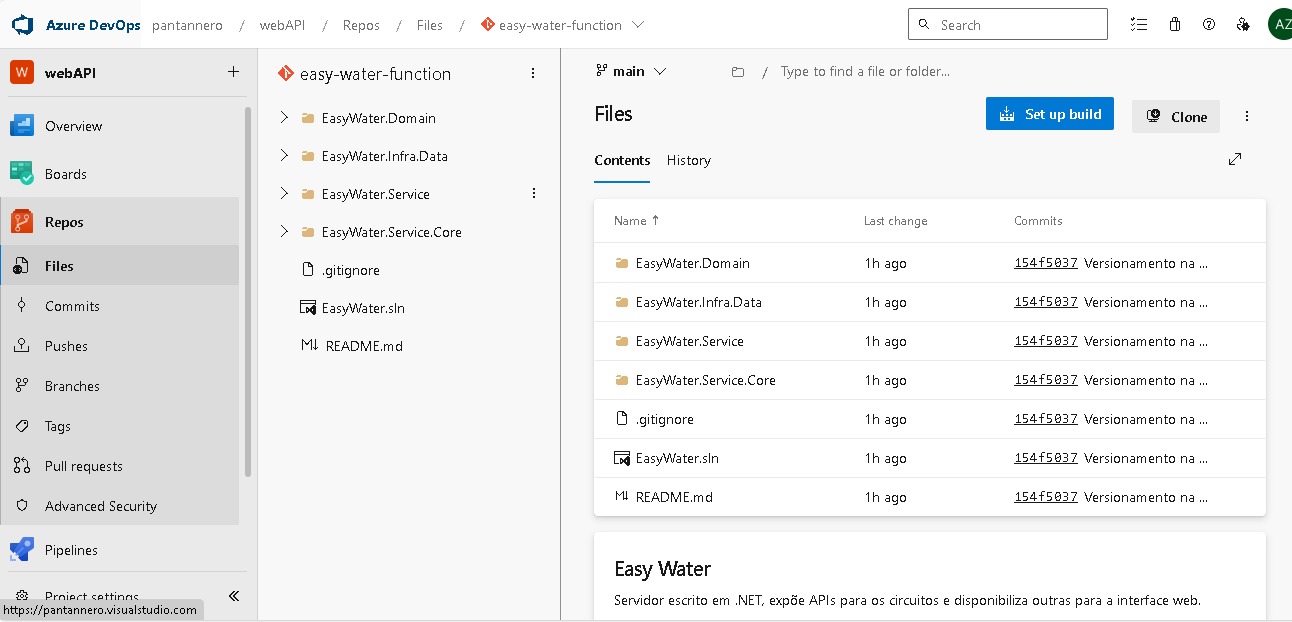 Azure DevOps pantannero / webAPI / Repos / Files / easy-water-function
Search
AZ
W webAPI
Overview
Boards
Repos
Files
Commits
Pushes
Branches
Tags
Pull requests
Advanced Security
Pipelines
Project settings
https://pantannero.visualstudio.com
easy-water-function
EasyWater.Domain
EasyWater.Infra.Data
EasyWater.Service
EasyWater.Service.Core
.gitignore
EasyWater.sln
README.md
main / Type to find a file or folder...
Files
Set up build
Clone
Contents History
Name ↑ Last change Commits
EasyWater.Domain 1h ago 154f5037 Versionamento na ...
EasyWater.Infra.Data 1h ago 154f5037 Versionamento na ...
EasyWater.Service 1h ago 154f5037 Versionamento na ...
EasyWater.Service.Core 1h ago 154f5037 Versionamento na ...
.gitignore 1h ago 154f5037 Versionamento na ...
EasyWater.sln 1h ago 154f5037 Versionamento na ...
README.md 1h ago 154f5037 Versionamento na ...
Easy Water
Servidor escrito em .NET, expõe APIs para os circuitos e disponibiliza outras para a interface web.